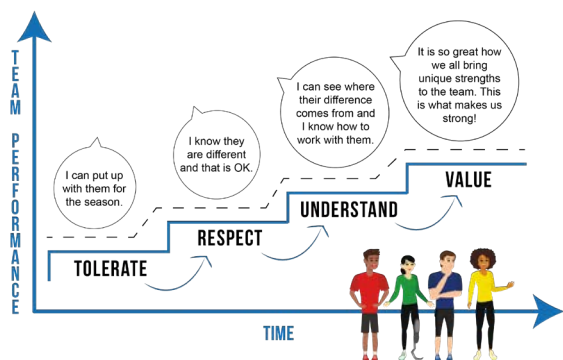 TEAM PERFORMANCE
It is so great how
we all bring
unique strengths
to the team. This
is what makes us
strong!
I can see where
their difference
comes from and
I know how to
work with them.
I know they
are different
and that is OK.
I can put up
with them for
the season.
VALUE
UNDERSTAND
RESPECT
TOLERATE
TIME